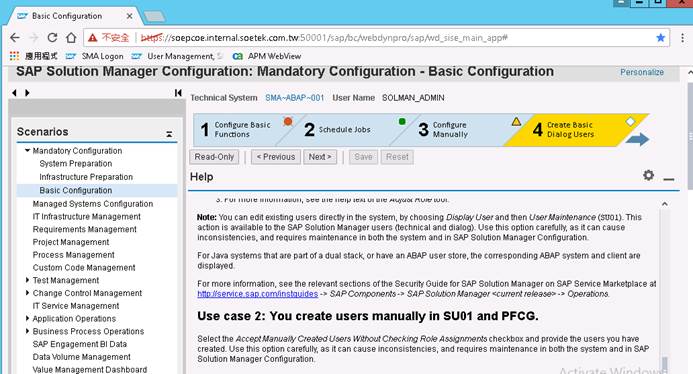 Basic Configuration
不安全
https://soepcoe.internal.soetek.com.tw:50001/sap/bc/webdynpro/sap/wd_sise_main_app#
應用程式
SMA Logon
User Management, S
APM WebView
SAP Solution Manager Configuration: Mandatory Configuration - Basic Configuration
Personalize
Technical System SMA~ABAP~001 User Name SOLMAN_ADMIN
Scenarios
Mandatory Configuration
System Preparation
Infrastructure Preparation
Basic Configuration
Managed Systems Configuration
IT Infrastructure Management
Requirements Management
Project Management
Process Management
Custom Code Management
Test Management
Change Control Management
IT Service Management
Application Operations
Business Process Operations
SAP Engagement BI Data
Data Volume Management
Value Management Dashboard
1 Configure Basic Functions
2 Schedule Jobs
3 Configure Manually
4 Create Basic Dialog Users
Read-Only
< Previous
Next >
Save
Reset
Help
3. For more information, see the help text of the Adjust Role tool.
Note: You can edit existing users directly in the system, by choosing Display User and then User Maintenance (SU01). This
action is available to the SAP Solution Manager users (technical and dialog). Use this option carefully, as it can cause
inconsistencies, and requires maintenance in both the system and in SAP Solution Manager Configuration.
For Java systems that are part of a dual stack, or have an ABAP user store, the corresponding ABAP system and client are
displayed.
For more information, see the relevant sections of the Security Guide for SAP Solution Manager on SAP Service Marketplace at
http://service.sap.com/instguides -> SAP Components -> SAP Solution Manager <current release> -> Operations.
Use case 2: You create users manually in SU01 and PFCG.
Select the Accept Manually Created Users Without Checking Role Assignments checkbox and provide the users you have
created. Use this option carefully, as it can cause inconsistencies, and requires maintenance in both the system and in SAP
Solution Manager Configuration.
Activate Window